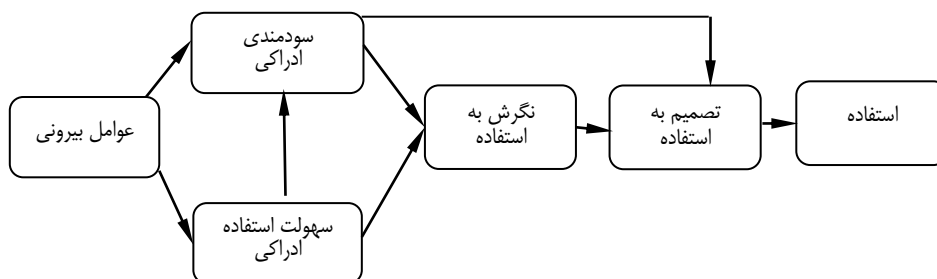 سودمندی
ادراکی
عوامل بیرونی
نگرش به
استفاده
تصمیم به
استفاده
استفاده
سهولت استفاده
ادراکی